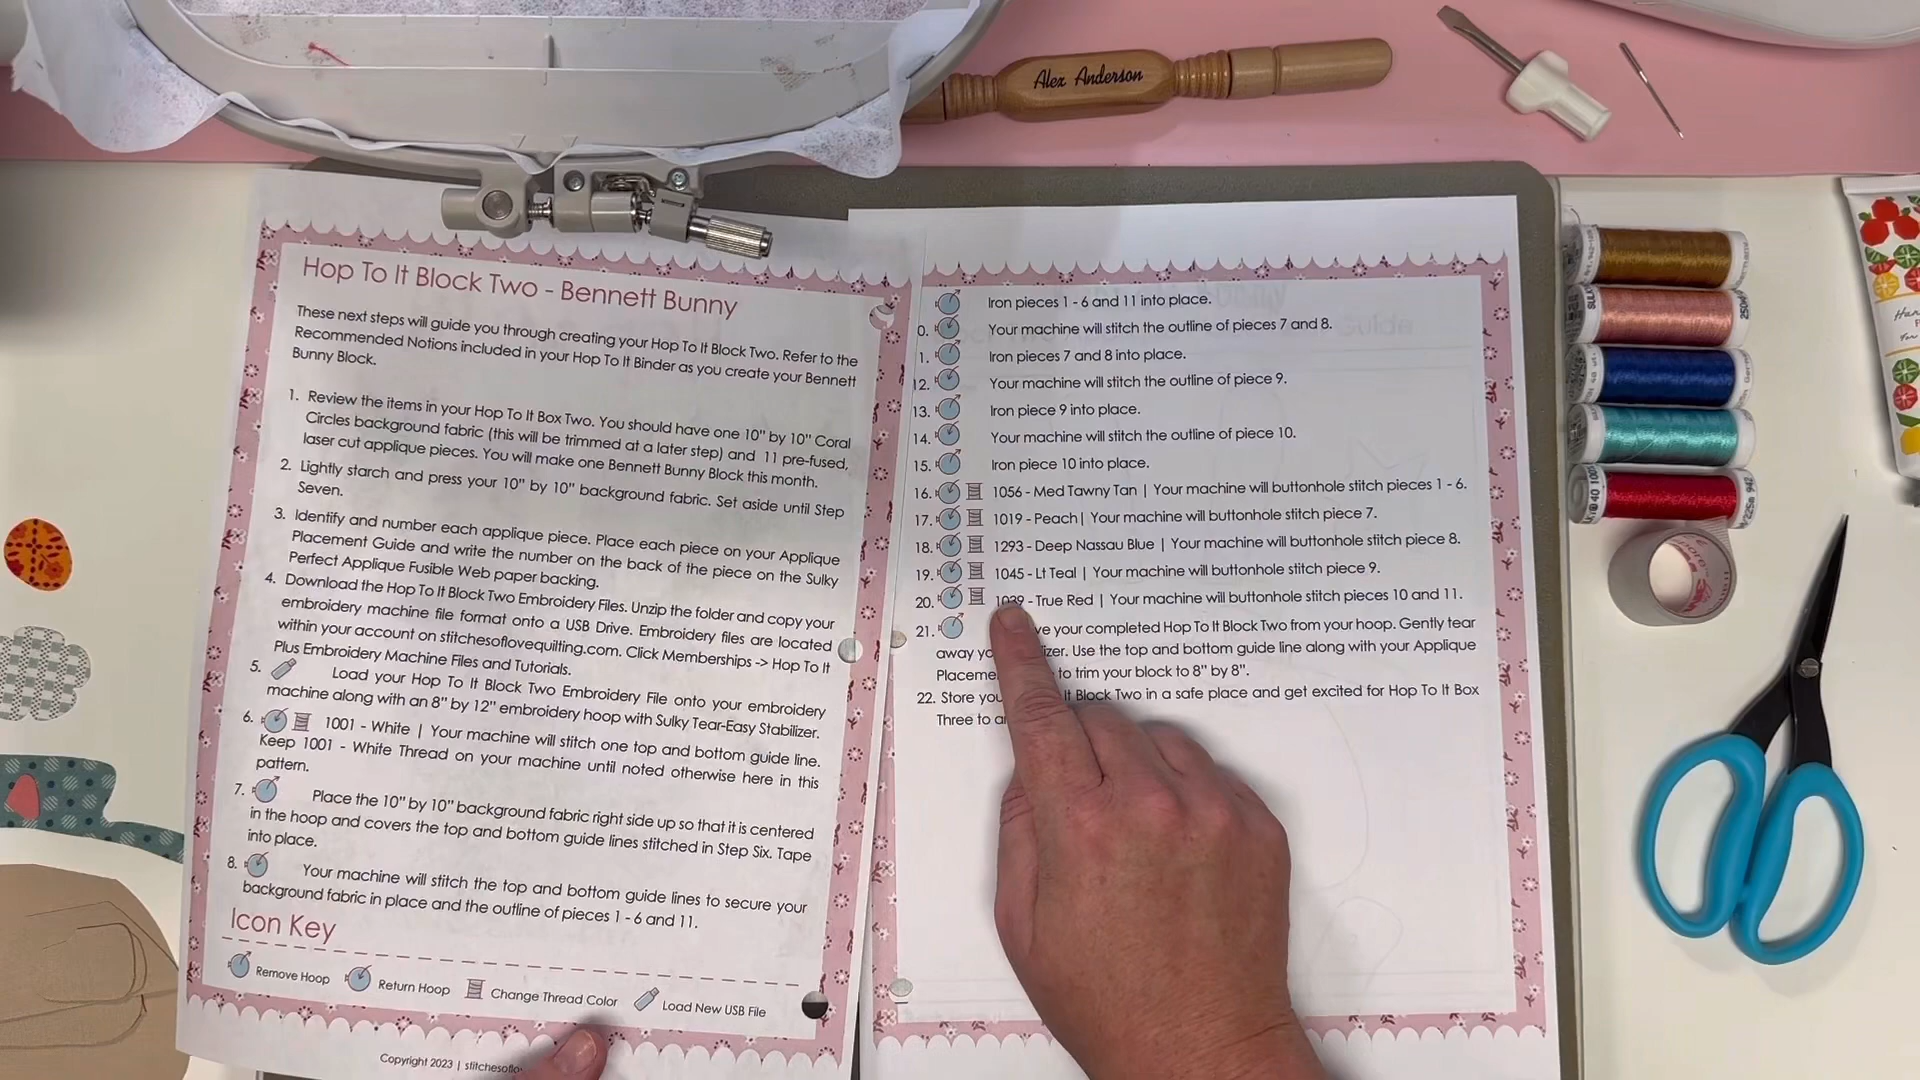 Alex Anderson
Hop To It Block Two - Bennett Bunny
These next steps will guide you through creating your Hop To It Block Two. Refer to the
Recommended Notions included in your Hop To It Binder as you create your Bennett
Bunny Block.
1. Review the items in your Hop To It Box Two. You should have one 10" by 10" Coral
Circles background fabric (this will be trimmed at a later step) and 11 pre-fused,
laser cut applique pieces. You will make one Bennett Bunny Block this month.
2. Lightly starch and press your 10" by 10" background fabric. Set aside until Step
Seven.
3. Identify and number each applique piece. Place each piece on your Applique
Placement Guide and write the number on the back of the piece on the Sulky
Perfect Applique Fusible Web paper backing.
4. Download the Hop To It Block Two Embroidery Files. Unzip the folder and copy your
embroidery machine file format onto a USB Drive. Embroidery files are located
within your account on stitchesoflovequilting.com. Click Memberships -> Hop To It
Plus Embroidery Machine Files and Tutorials.
5. Load your Hop To It Block Two Embroidery File onto your embroidery
machine along with an 8" by 12" embroidery hoop with Sulky Tear-Easy Stabilizer.
6. 1001 - White | Your machine will stitch one top and bottom guide line.
Keep 1001 - White Thread on your machine until noted otherwise here in this
pattern.
7. Place the 10" by 10" background fabric right side up so that it is centered
in the hoop and covers the top and bottom guide lines stitched in Step Six. Tape
into place.
8. Your machine will stitch the top and bottom guide lines to secure your
background fabric in place and the outline of pieces 1 - 6 and 11.
Icon Key
Remove Hoop Return Hoop Change Thread Color Load New USB File
Copyright 2023 |
Iron pieces 1 - 6 and 11 into place.
0. Your machine will stitch the outline of pieces 7 and 8.
1. Iron pieces 7 and 8 into place.
12. Your machine will stitch the outline of piece 9.
13. Iron piece 9 into place.
14. Your machine will stitch the outline of piece 10.
15. Iron piece 10 into place.
16. 1056 - Med Tawny Tan | Your machine will buttonhole stitch pieces 1 - 6.
17. 1019 - Peach| Your machine will buttonhole stitch piece 7.
18. 1293 - Deep Nassau Blue | Your machine will buttonhole stitch piece 8.
19. 1045 - Lt Teal | Your machine will buttonhole stitch piece 9.
20. - True Red | Your machine will buttonhole stitch pieces 10 and 11.
21. your completed Hop To It Block Two from your hoop. Gently tear
away Use the top and bottom guide line along with your Applique
to trim your block to 8" by 8".
22. Store It Block Two in a safe place and get excited for Hop To It Box
Three to